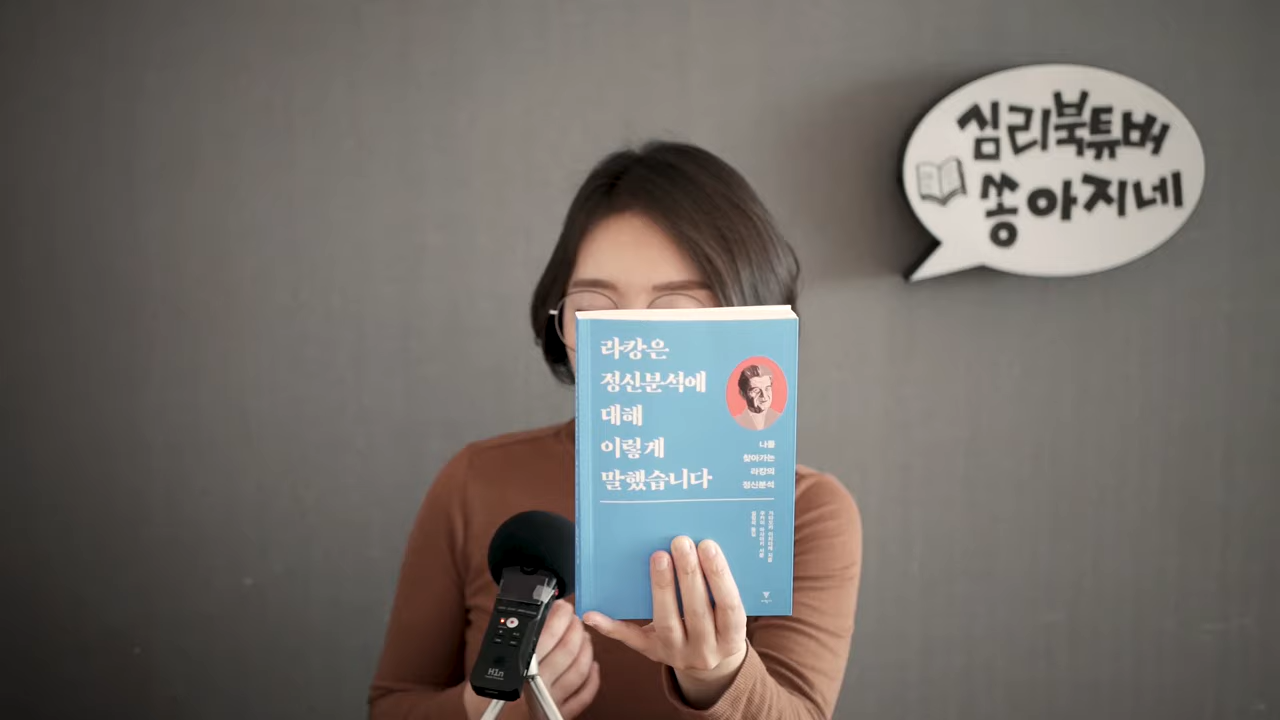 심리북튜버
쏭아지네
라캉은
정신분석에
대해
이렇게
말했습니다
나를
찾아가는
라캉의
정신분석
H1n